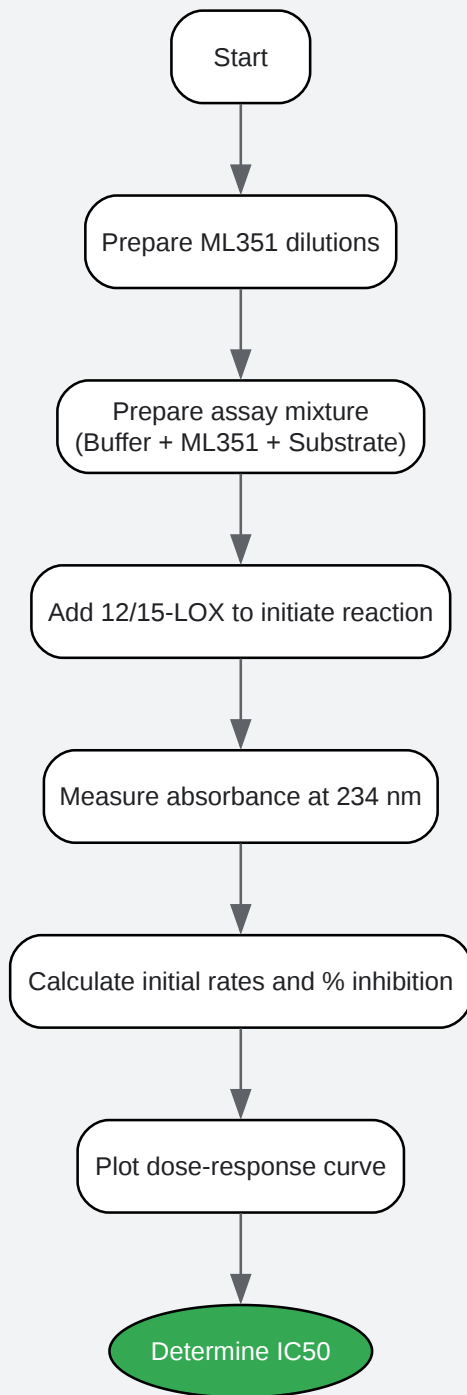 Start
Prepare ML351 dilutions
Prepare assay mixture
(Buffer + ML351 + Substrate)
Add 12/15-LOX to initiate reaction
Measure absorbance at 234 nm
Calculate initial rates and % inhibition
Plot dose-response curve
Determine IC50